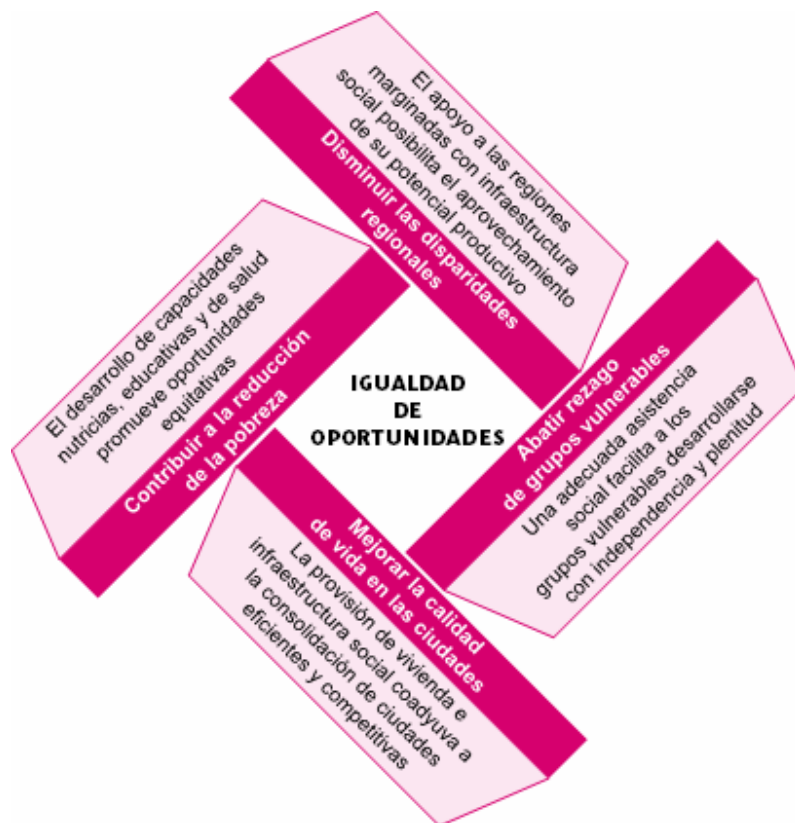 El apoyo a las regiones
marginadas con infraestructura
social posibilita el aprovechamiento
de su potencial productivo
Disminuir las disparidades
regionales
El desarrollo de capacidades
nutricias, educativas y de salud
promueve oportunidades
equitativas
Contribuir a la reducción
de la pobreza
IGUALDAD
DE
OPORTUNIDADES
Abatir rezago
de grupos vulnerables
Una adecuada asistencia
social facilita a los
grupos vulnerables desarrollarse
con independencia y plenitud
Mejorar la calidad
de vida en las ciudades
La provisión de vivienda e
infraestructura social coadyuva a
la consolidación de ciudades
eficientes y competitivas